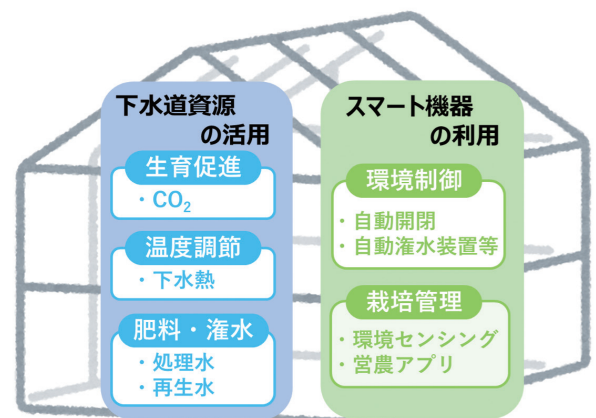 下水道資源
の活用
生育促進
・CO₂
温度調節
・下水熱
肥料・潅水
・処理水
・再生水
スマート機器
の利用
環境制御
・自動開閉
・自動潅水装置等
栽培管理
・環境センシング
・営農アプリ